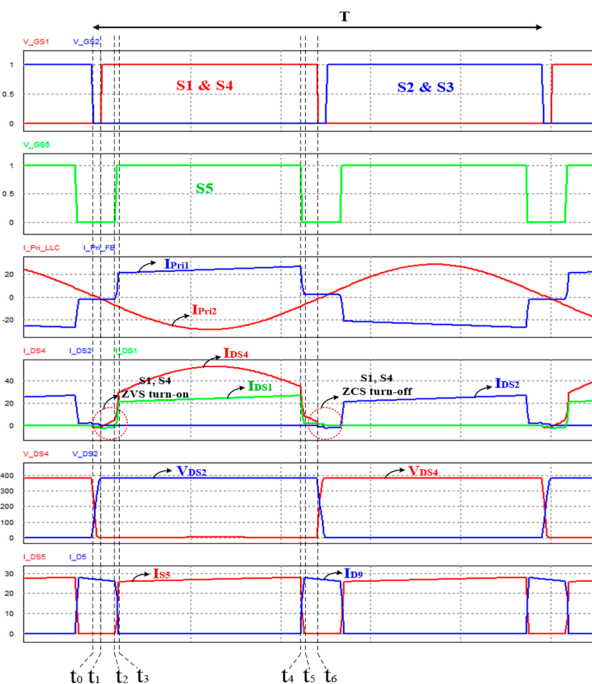 T
V_GS1 V_GS2
1
0.5
0
S1 & S4
S2 & S3
V_GS5
1
0.5
0
S5
I_Pri_LLC I_Pri_FB
20
0
-20
IPri1
IPri2
I_DS4 I_DS2 I_DS1
40
20
0
S1, S4
ZVS turn-on
IDS4
IDS1
S1, S4
ZCS turn-off
IDS2
V_DS4 V_DS2
400
300
200
100
0
VDS2
VDS4
I_DS5 I_D5
30
20
10
0
IS5
ID9
t0 t1 t2 t3 t4 t5 t6